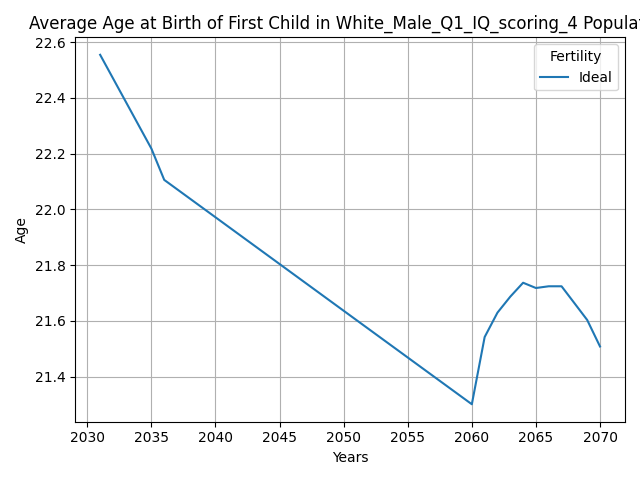 Average Age at Birth of First Child in White_Male_Q1_IQ_scoring_4 Popula
22.6
22.4
22.2
22.0
21.8
21.6
21.4
Age
Fertility
Ideal
2030 2035 2040 2045 2050 2055 2060 2065 2070
Years